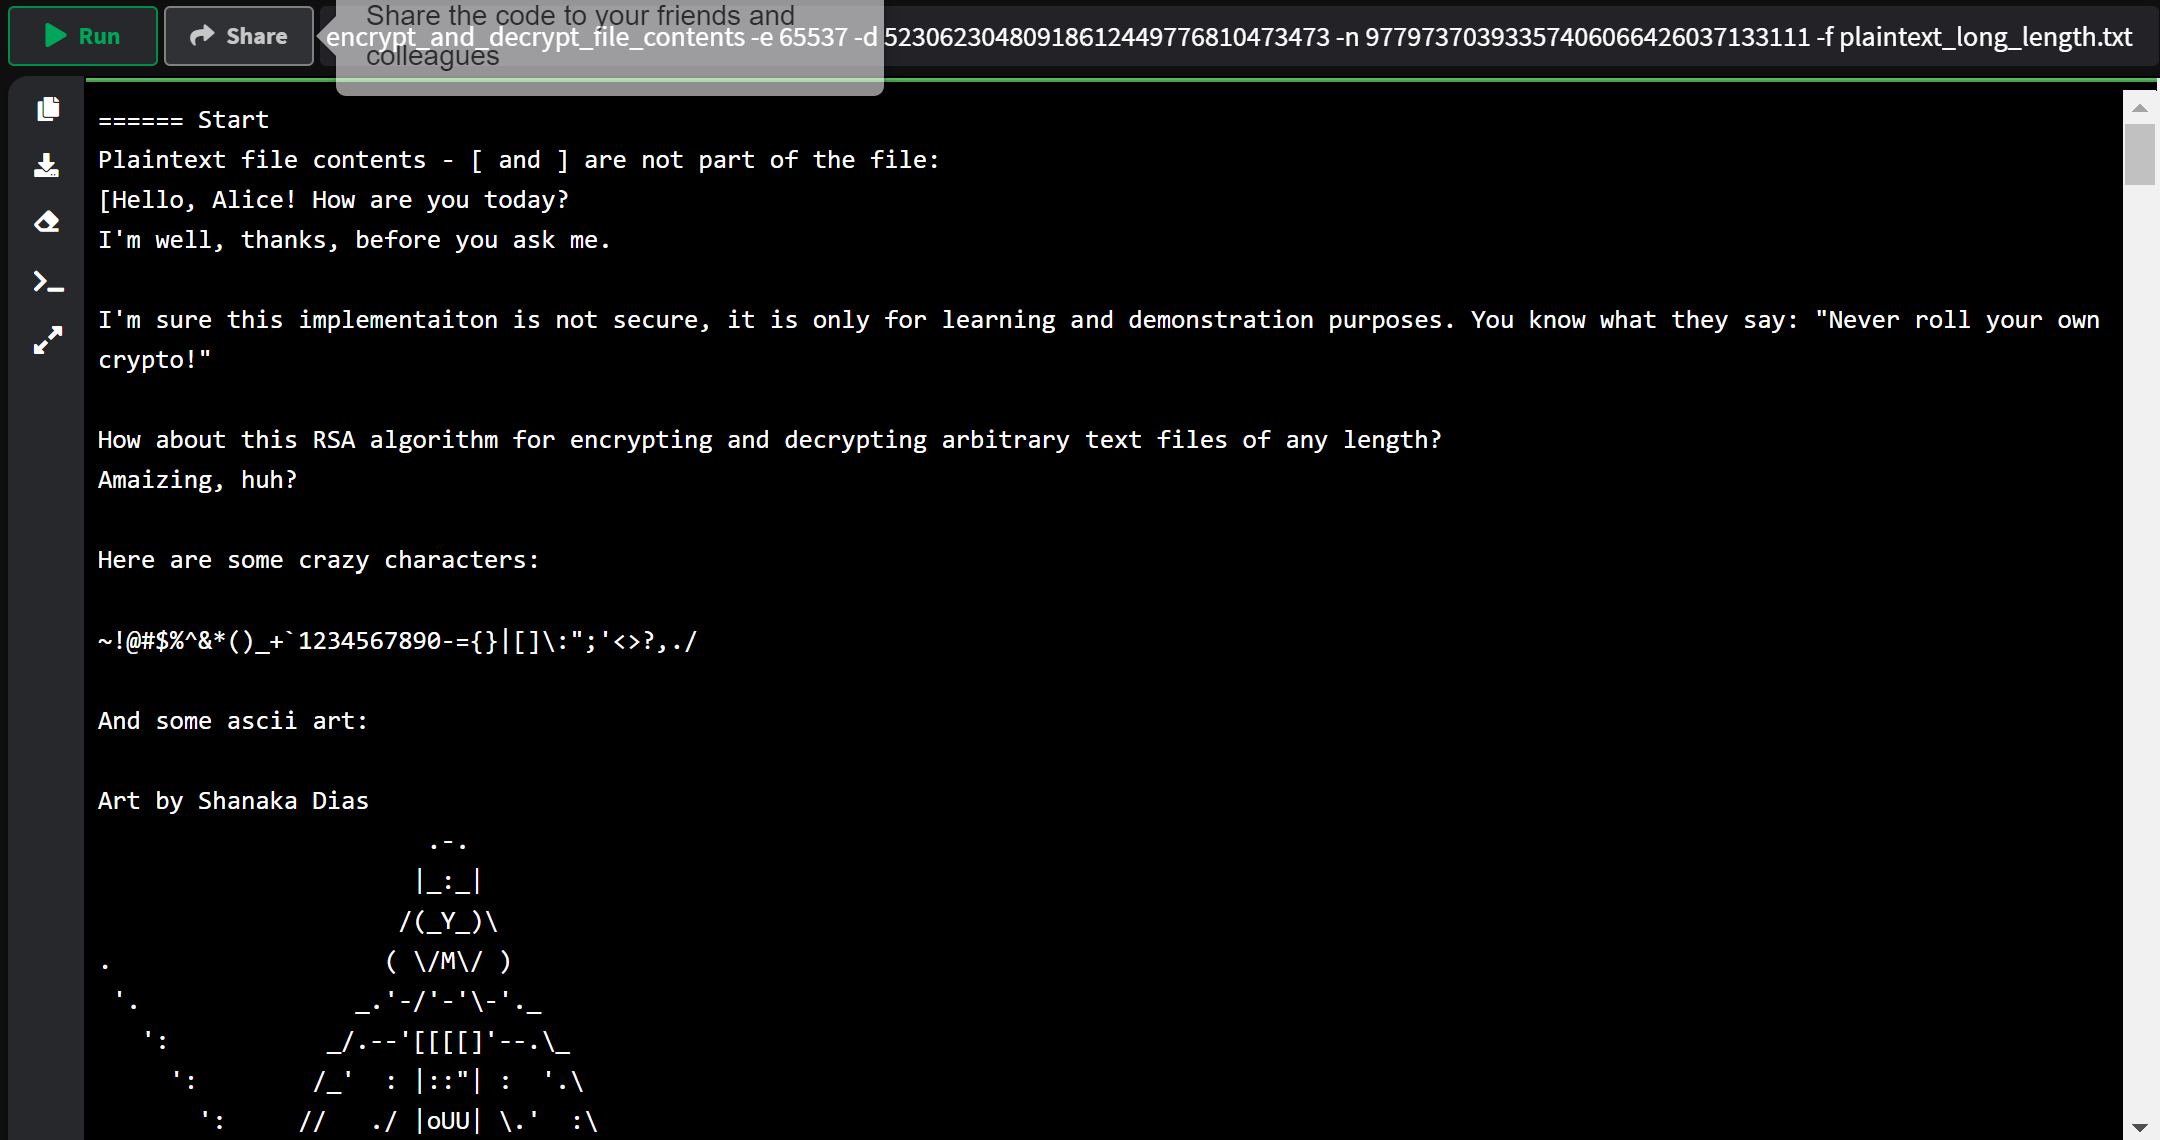 Run
Share
Share the code to your friends and
colleagues
encrypt_and_decrypt_file_contents -e 65537 -d 5230623048091861244977681047347​3 -n 9779737039335740606642603713311​1 -f plaintext_long_length.txt
====== Start
Plaintext file contents - [ and ] are not part of the file:
[Hello, Alice! How are you today?
I'm well, thanks, before you ask me.
I'm sure this implementaiton is not secure, it is only for learning and demonstration purposes. You know what they say: "Never roll your own
crypto!"
How about this RSA algorithm for encrypting and decrypting arbitrary text files of any length?
Amaizing, huh?
Here are some crazy characters:
~!@#$%^&*()_+`1234567890-={}|[]\:";'<>?,./
And some ascii art:
Art by Shanaka Dias
                       .-.
                      |_:_|
                     /(_Y_)\
.                   ( \/M\/ )
 '.               _.'-/'-'\-'._
   ':           _/.--'[[[[]'--.\_
     ':        /_'  : |::"| :  '.\
       ':     //   ./ |oUU| \.'  :\